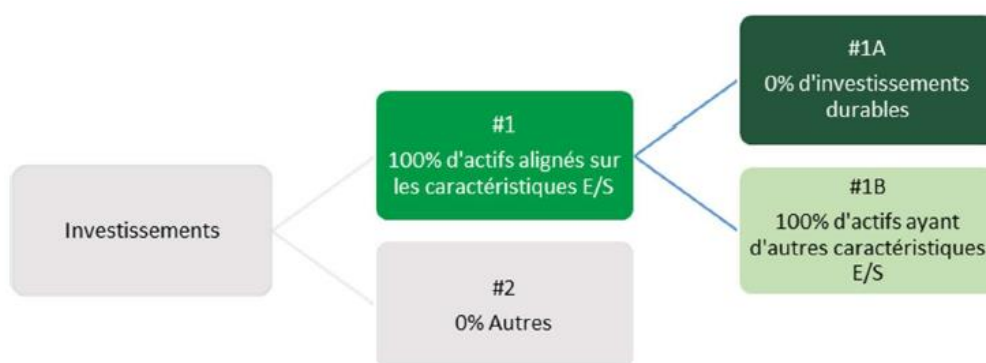 Investissements
#1
100% d'actifs alignés sur
les caractéristiques E/S
#2
0% Autres
#1A
0% d'investissements
durables
#1B
100% d'actifs ayant
d'autres caractéristiques
E/S